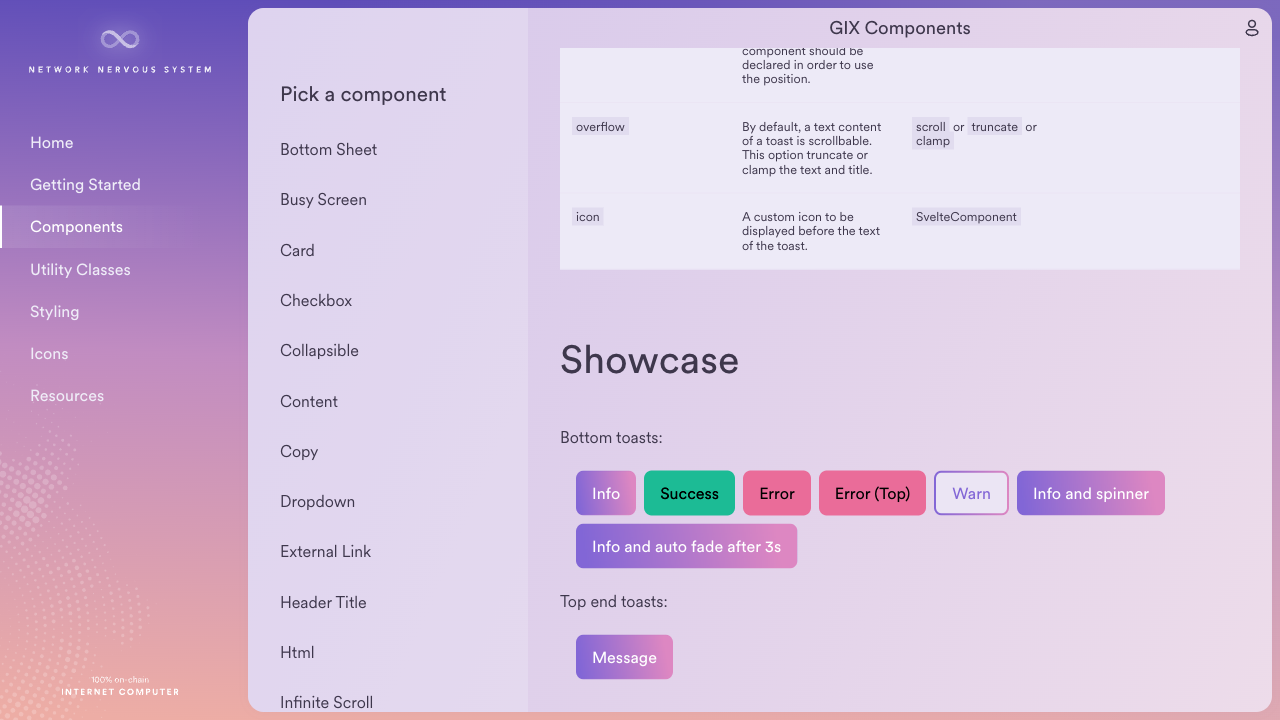 NETWORK NERVOUS SYSTEM
Home
Getting Started
Components
Utility Classes
Styling
Icons
Resources
100% on-chain
INTERNET COMPUTER
Pick a component
Bottom Sheet
Busy Screen
Card
Checkbox
Collapsible
Content
Copy
Dropdown
External Link
Header Title
Html
Infinite Scroll
GIX Components
component should be
declared in order to use
the position.
overflow
By default, a text content
of a toast is scrollable.
This option truncate or
clamp the text and title.
scroll or truncate or
clamp
icon
A custom icon to be
displayed before the text
of the toast.
SvelteComponent
Showcase
Bottom toasts:
Info Success Error Error (Top) Warn Info and spinner
Info and auto fade after 3s
Top end toasts:
Message